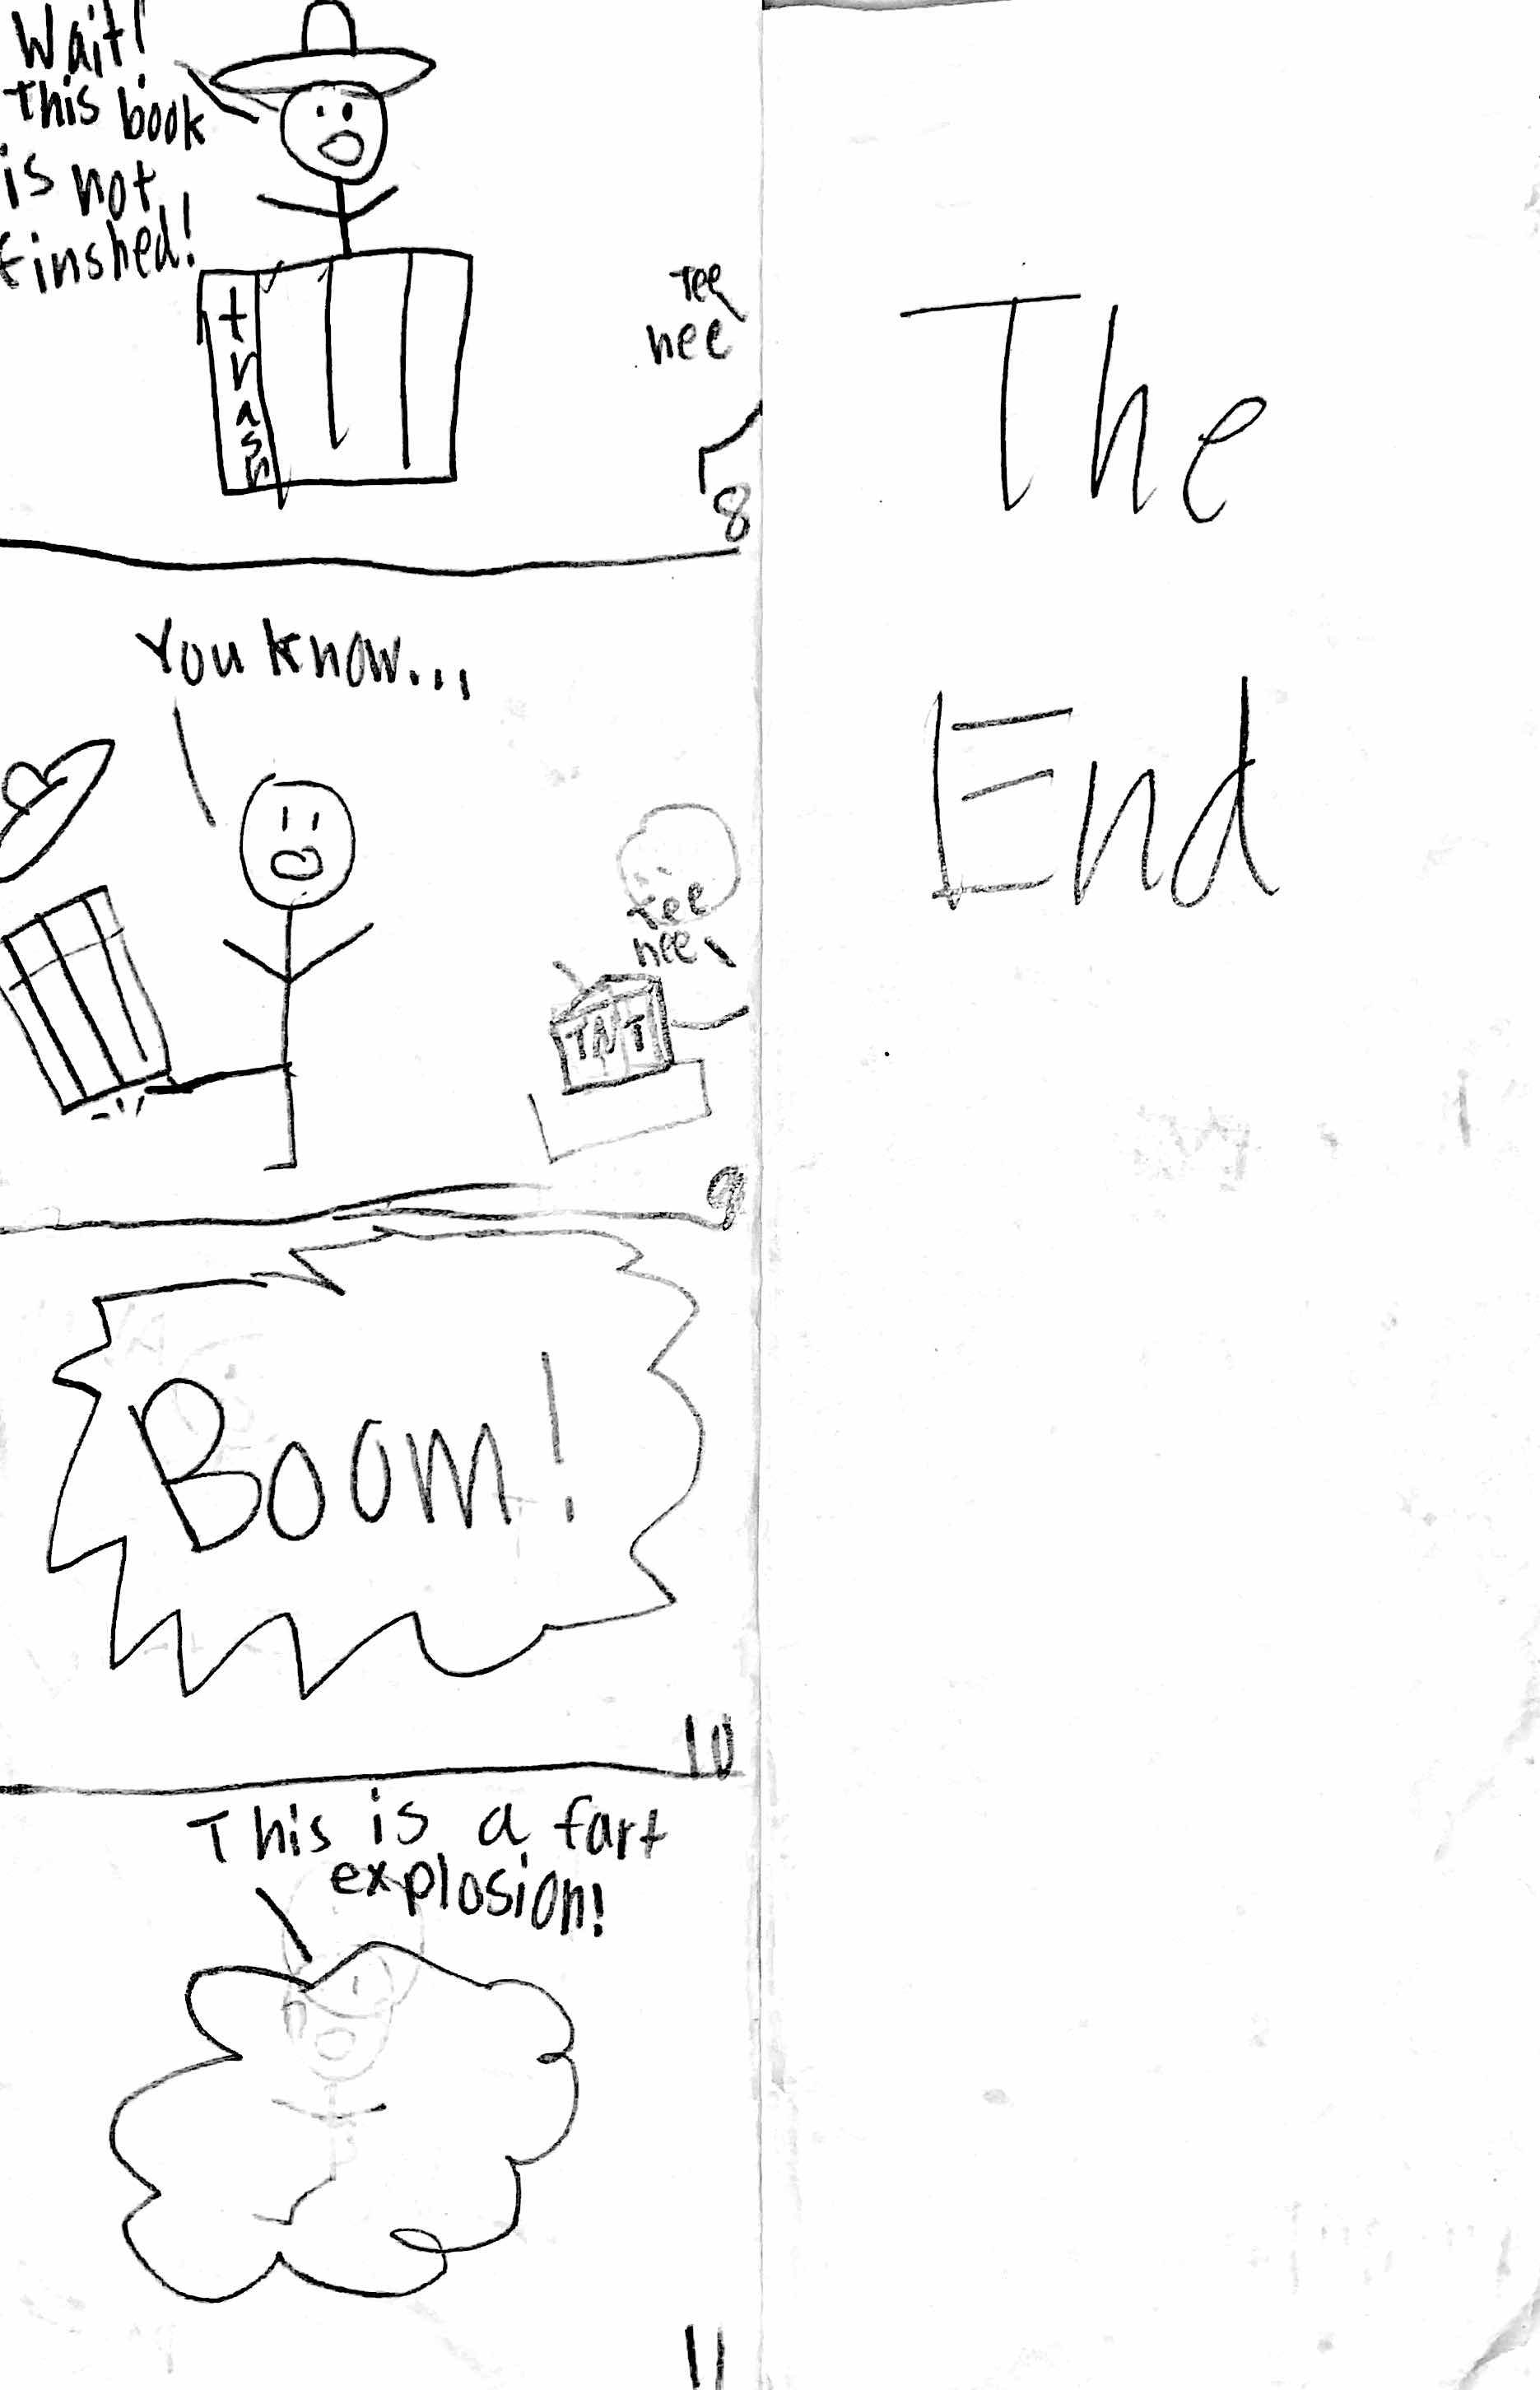 Wait!
This book
is not
finshed!
trash
Tee
hee
8
You know...
Tee
hee
TNT
9
Boom!
10
This is a fart
explosion!
11
The
End